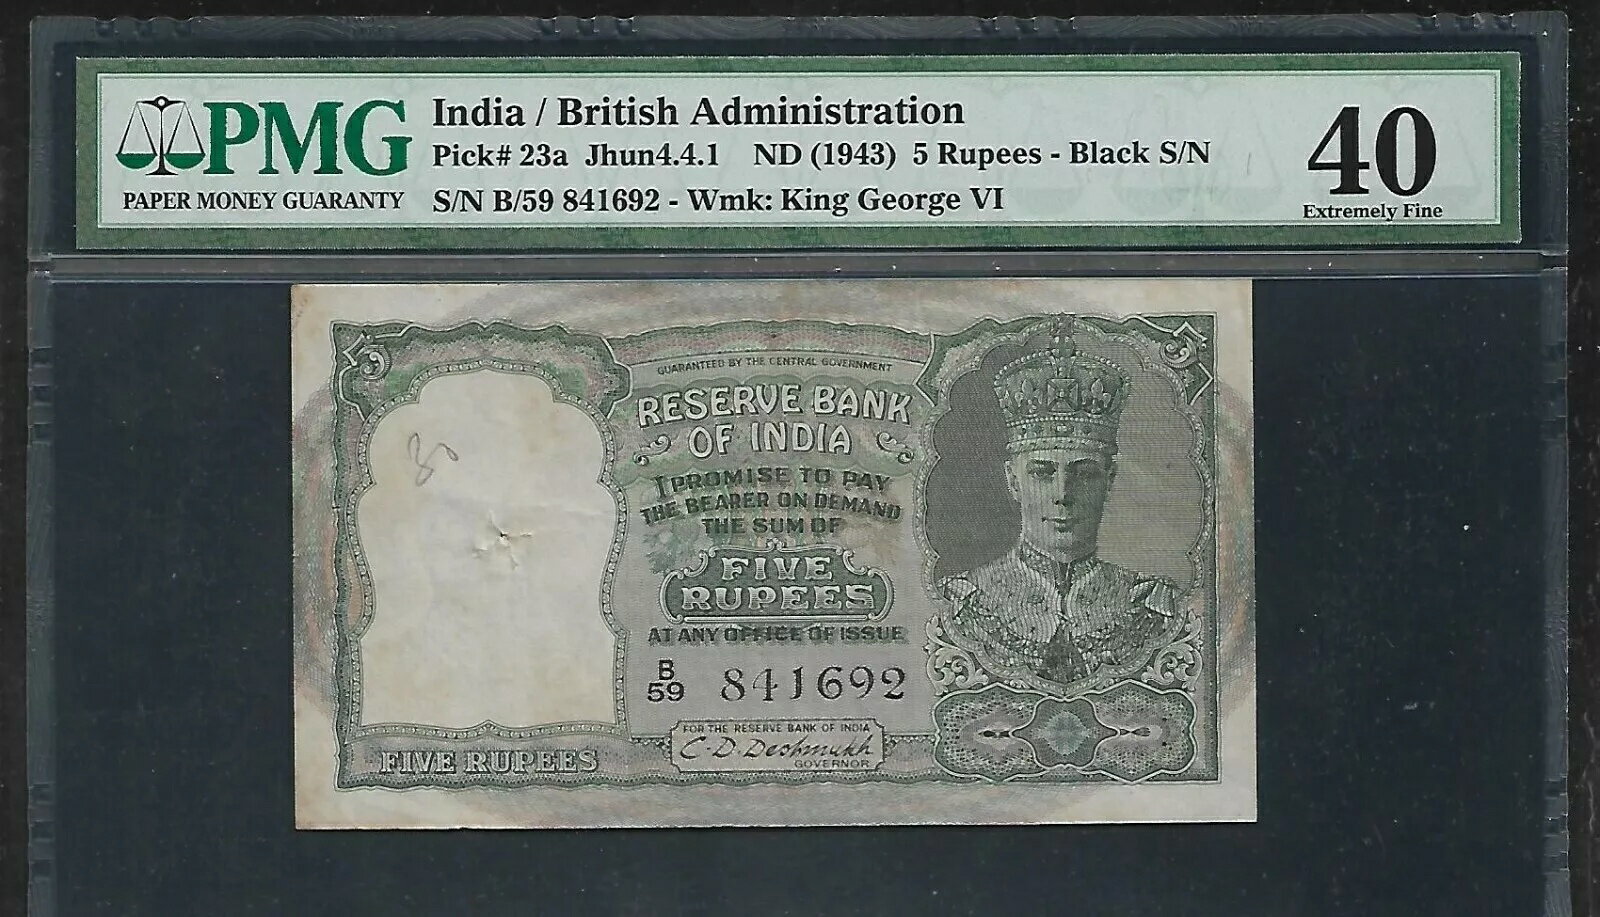 PMG
PAPER MONEY GUARANTY
India / British Administration
Pick# 23a Jhun4.4.1 ND (1943) 5 Rupees - Black S/N
S/N B/59 841692 - Wmk: King George VI
40
Extremely Fine
5
5
GUARANTEED BY THE CENTRAL GOVERNMENT
RESERVE BANK
OF INDIA
I PROMISE TO PAY
THE BEARER ON DEMAND
THE SUM OF
FIVE
RUPEES
AT ANY OFFICE OF ISSUE
B/59 841692
FOR THE RESERVE BANK OF INDIA
C. D. Deshmukh
GOVERNOR
FIVE RUPEES